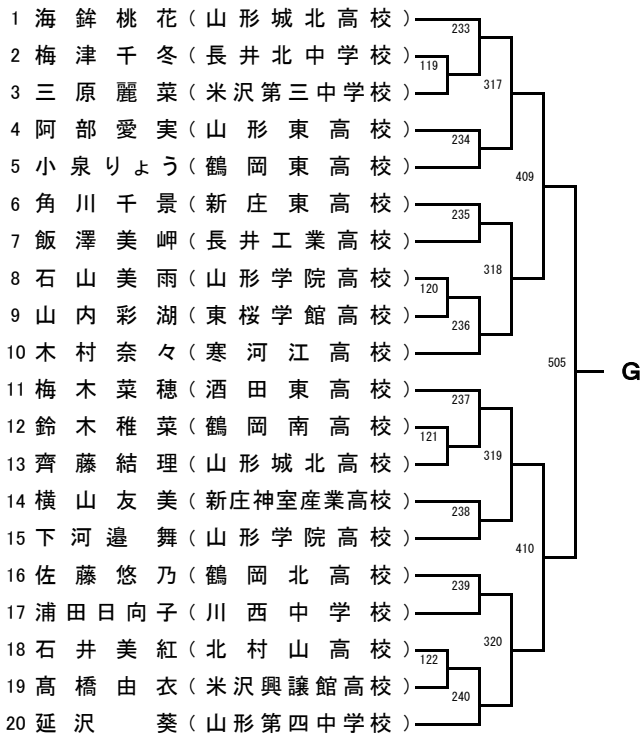 1 海鉾桃花(山形城北高校)
233
2 梅津千冬(長井北中学校)
119
3 三原麗菜(米沢第三中学校)
317
4 阿部愛実(山形東高校)
234
5 小泉りょう(鶴岡東高校)
409
6 角川千景(新庄東高校)
235
7 飯澤美岬(長井工業高校)
318
8 石山美雨(山形学院高校)
120
9 山内彩湖(東桜学館高校)
236
10 木村奈々(寒河江高校)
505
G
11 梅木菜穂(酒田東高校)
237
12 鈴木稚菜(鶴岡南高校)
121
13 齊藤結理(山形城北高校)
319
14 横山友美(新庄神室産業高校)
238
15 下河邉舞(山形学院高校)
410
16 佐藤悠乃(鶴岡北高校)
239
17 浦田日向子(川西中学校)
320
18 石井美紅(北村山高校)
122
19 髙橋由衣(米沢興譲館高校)
240
20 延沢葵(山形第四中学校)